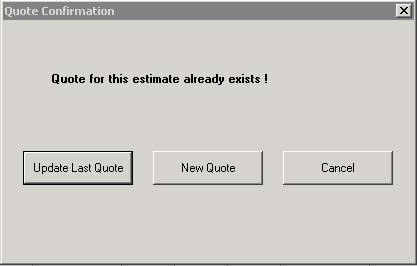 Quote Confirmation
Quote for this estimate already exists !
Update Last Quote
New Quote
Cancel